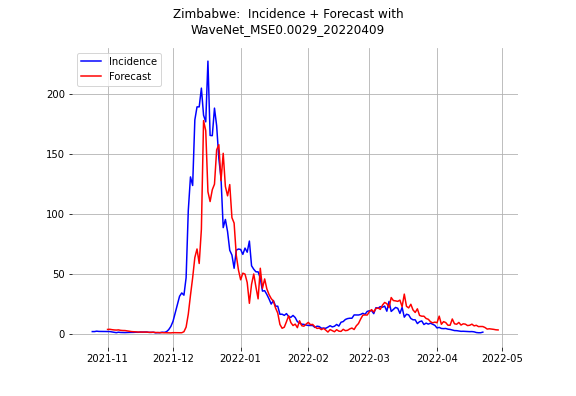 Zimbabwe:  Incidence + Forecast with
WaveNet_MSE0.0029_20220409
Incidence
Forecast
200
150
100
50
0
2021-11 2021-12 2022-01 2022-02 2022-03 2022-04 2022-05